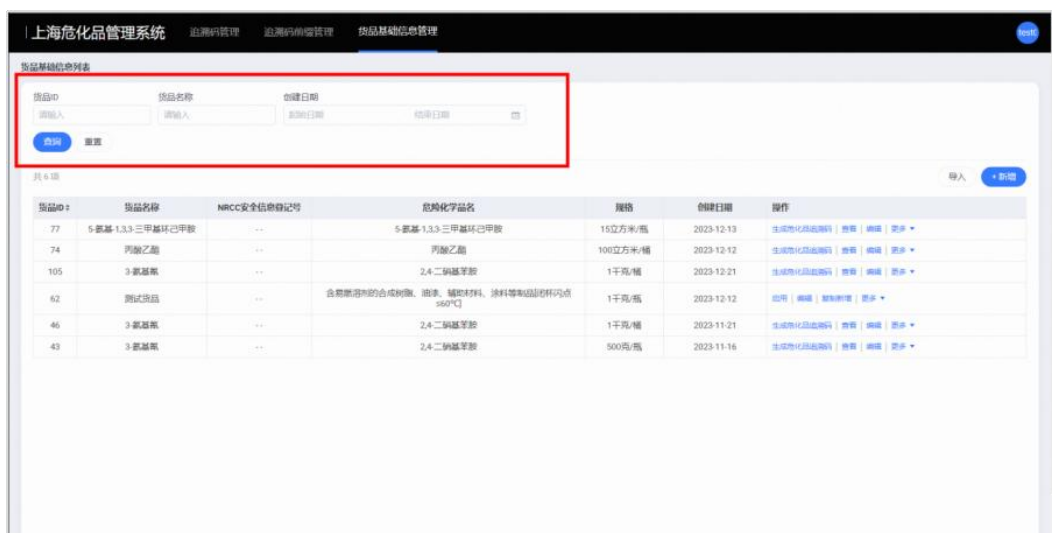 上海危化品管理系统 追溯码管理 追溯码前缀管理 货品基础信息管理 test
货品基础信息列表
货品ID 货品名称 创建日期
请输入 请输入 起始日期 结束日期
查询 重置
共 6 项 导入 +新增
货品ID 货品名称 NRCC安全信息登记号 危险化学品名 规格 创建日期 操作
77 5-氨基-1,3,3-三甲基环己甲胺 -- 5-氨基-1,3,3-三甲基环己甲胺 15立方米/瓶 2023-12-13 生成危化品追溯码 | 查看 | 编辑 | 更多
74 丙酸乙酯 -- 丙酸乙酯 100立方米/桶 2023-12-12 生成危化品追溯码 | 查看 | 编辑 | 更多
105 3-氨基 -- 2,4-二硝基苯胺 1千克/桶 2023-12-21 生成危化品追溯码 | 查看 | 编辑 | 更多
62 测试货品 -- 含易燃溶剂的合成树脂、油漆、辅助材料、涂料等制品[闭杯闪点 1千克/瓶 2023-12-12 启用 | 编辑 | 复制新增 | 更多
≤60℃]
46 3-氨基 -- 2,4-二硝基苯胺 1千克/桶 2023-11-21 生成危化品追溯码 | 查看 | 编辑 | 更多
43 3-氨基 -- 2,4-二硝基苯胺 500克/瓶 2023-11-16 生成危化品追溯码 | 查看 | 编辑 | 更多